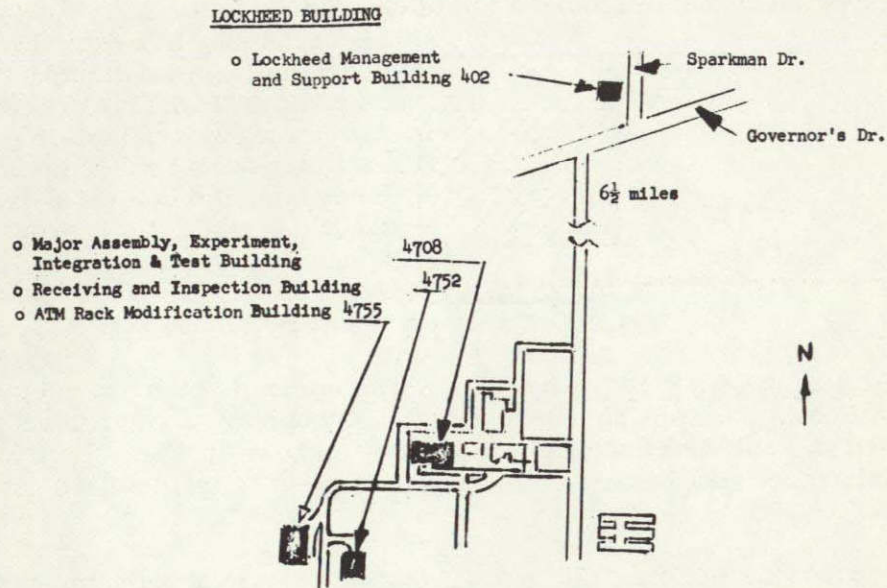 LOCKHEED BUILDING
o Lockheed Management
and Support Building 402
Sparkman Dr.
Governor's Dr.
6½ miles
o Major Assembly, Experiment,
Integration & Test Building 4708
o Receiving and Inspection Building 4752
o ATM Rack Modification Building 4755
N